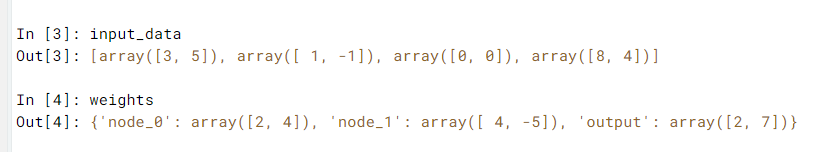 In [3]: input_data
Out[3]: [array([3, 5]), array([ 1, -1]), array([0, 0]), array([8, 4])]
In [4]: weights
Out[4]: {'node_0': array([2, 4]), 'node_1': array([ 4, -5]), 'output': array([2, 7])}